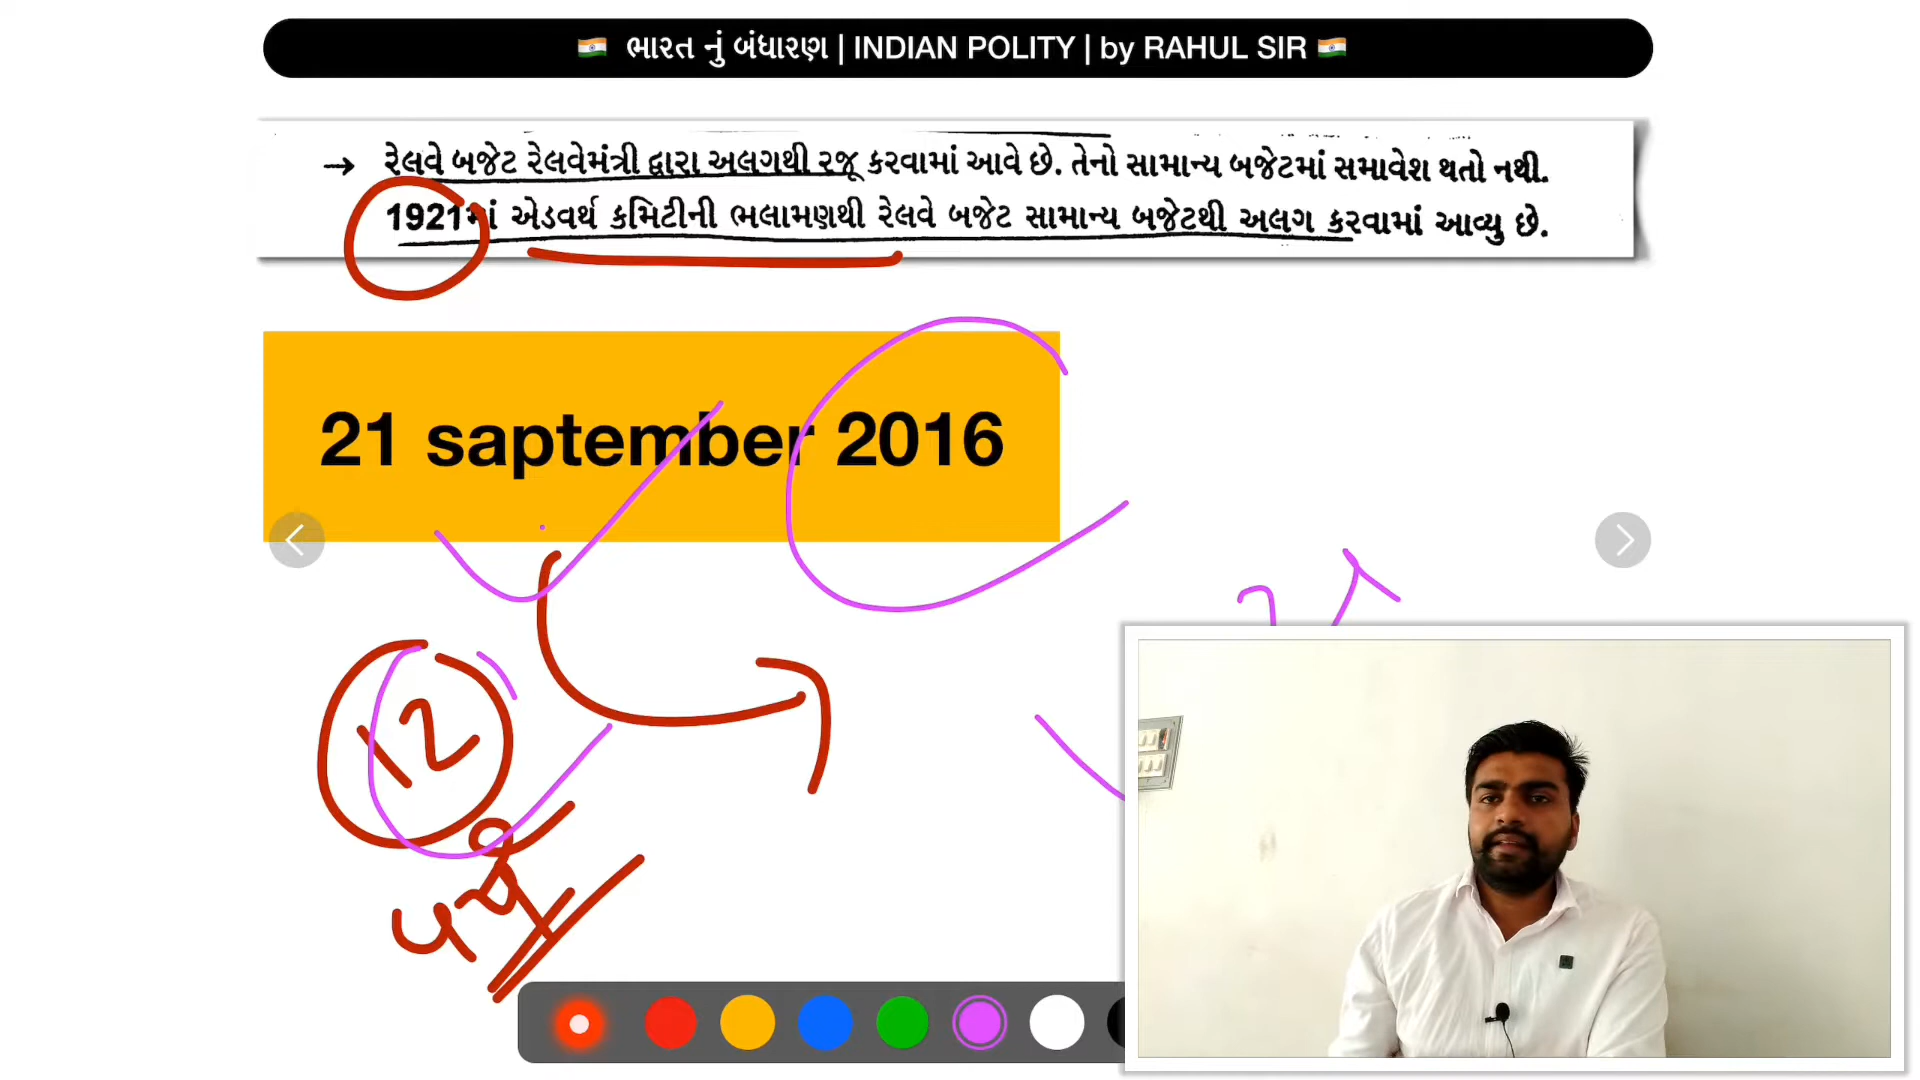 🇮🇳 ભારત નું બંધારણ | INDIAN POLITY | by RAHUL SIR 🇮🇳
→ રેલવે બજેટ રેલવેમંત્રી દ્વારા અલગથી રજૂ કરવામાં આવે છે. તેનો સામાન્ય બજેટમાં સમાવેશ થતો નથી.
1921માં એડવર્થ કમિટીની ભલામણથી રેલવે બજેટ સામાન્ય બજેટથી અલગ કરવામાં આવ્યુ છે.
21 saptember 2016
12